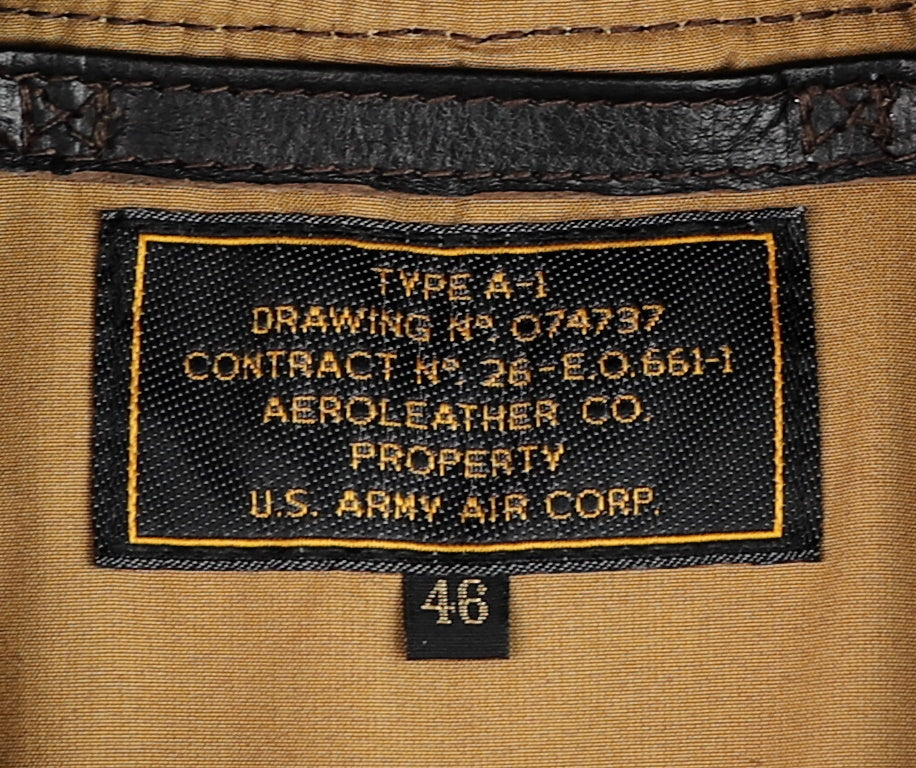 TYPE A-1
DRAWING Nº 074737
CONTRACT Nº 26-E.O.661-1
AEROLEATHER CO.
PROPERTY
U.S. ARMY AIR CORP.
46